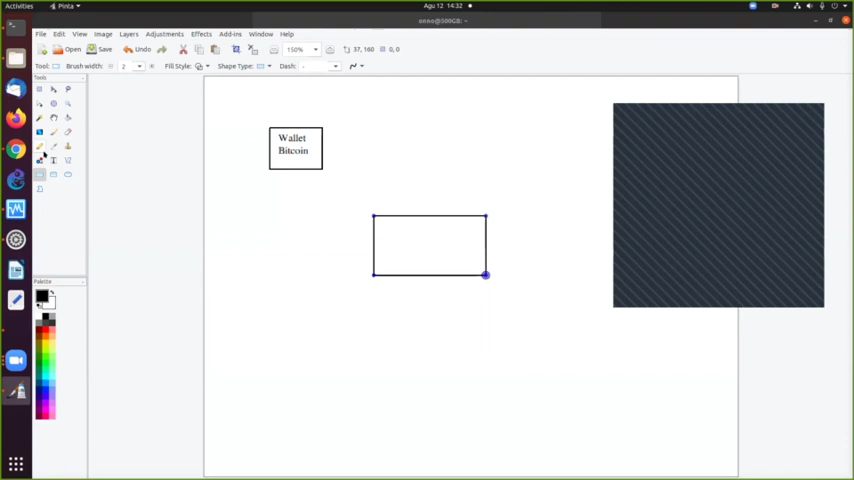 Activities
Pinta
Agu 12 14:32
onno@500GB: ~
File Edit View Image Layers Adjustments Effects Add-ins Window Help
Open Save Undo 150% 37, 160 0, 0
Tool: Brush width: 2 Fill Style: Shape Type: Dash: -
Tools
Wallet
Bitcoin
Palette